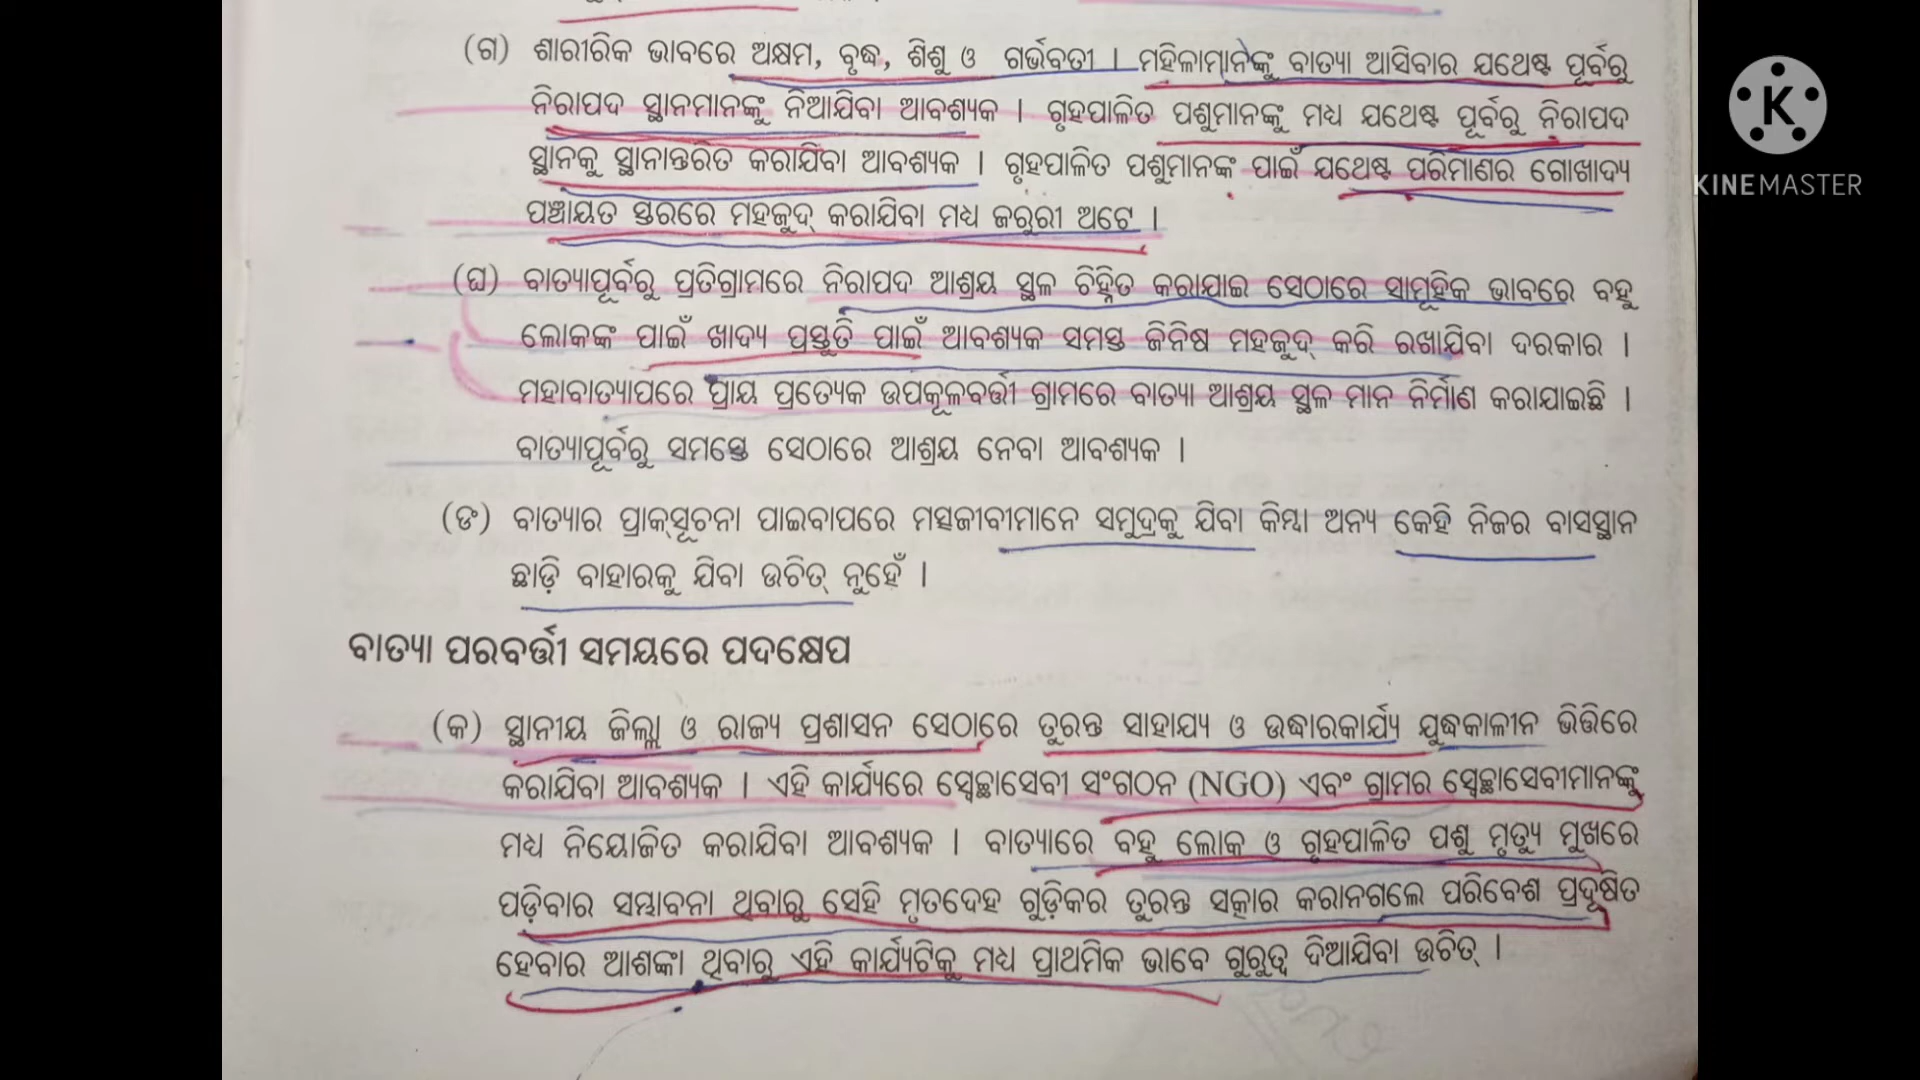 (ଗ) ଶାରୀରିକ ଭାବରେ ଅକ୍ଷମ, ବୃଦ୍ଧ, ଶିଶୁ ଓ ଗର୍ଭବତୀ । ମହିଳାମାନଙ୍କୁ ବାତ୍ୟା ଆସିବାର ଯଥେଷ୍ଟ ପୂର୍ବରୁ
ନିରାପଦ ସ୍ଥାନମାନଙ୍କୁ ନିଆଯିବା ଆବଶ୍ୟକ । ଗୃହପାଳିତ ପଶୁମାନଙ୍କୁ ମଧ୍ୟ ଯଥେଷ୍ଟ ପୂର୍ବରୁ ନିରାପଦ
ସ୍ଥାନକୁ ସ୍ଥାନାନ୍ତରିତ କରାଯିବା ଆବଶ୍ୟକ । ଗୃହପାଳିତ ପଶୁମାନଙ୍କ ପାଇଁ ଯଥେଷ୍ଟ ପରିମାଣର ଗୋଖାଦ୍ୟ
ପଞ୍ଚାୟତ ସ୍ତରରେ ମହଜୁଦ୍ କରାଯିବା ମଧ୍ୟ ଜରୁରୀ ଅଟେ ।
(ଘ) ବାତ୍ୟାପୂର୍ବରୁ ପ୍ରତିଗ୍ରାମରେ ନିରାପଦ ଆଶ୍ରୟ ସ୍ଥଳ ଚିହ୍ନିତ କରାଯାଇ ସେଠାରେ ସାମୂହିକ ଭାବରେ ବହୁ
ଲୋକଙ୍କ ପାଇଁ ଖାଦ୍ୟ ପ୍ରସ୍ତୁତି ପାଇଁ ଆବଶ୍ୟକ ସମସ୍ତ ଜିନିଷ ମହଜୁଦ୍ କରି ରଖାଯିବା ଦରକାର ।
ମହାବାତ୍ୟାପରେ ପ୍ରାୟ ପ୍ରତ୍ୟେକ ଉପକୂଳବର୍ତ୍ତୀ ଗ୍ରାମରେ ବାତ୍ୟା ଆଶ୍ରୟ ସ୍ଥଳ ମାନ ନିର୍ମାଣ କରାଯାଇଛି ।
ବାତ୍ୟାପୂର୍ବରୁ ସମସ୍ତେ ସେଠାରେ ଆଶ୍ରୟ ନେବା ଆବଶ୍ୟକ ।
(ଙ) ବାତ୍ୟାର ପ୍ରାକ୍‌ସୂଚନା ପାଇବାପରେ ମତ୍ସଜୀବୀମାନେ ସମୁଦ୍ରକୁ ଯିବା କିମ୍ବା ଅନ୍ୟ କେହି ନିଜର ବାସସ୍ଥାନ
ଛାଡ଼ି ବାହାରକୁ ଯିବା ଉଚିତ୍ ନୁହେଁ ।
ବାତ୍ୟା ପରବର୍ତ୍ତୀ ସମୟରେ ପଦକ୍ଷେପ
(କ) ସ୍ଥାନୀୟ ଜିଲ୍ଲା ଓ ରାଜ୍ୟ ପ୍ରଶାସନ ସେଠାରେ ତୁରନ୍ତ ସାହାଯ୍ୟ ଓ ଉଦ୍ଧାରକାର୍ଯ୍ୟ ଯୁଦ୍ଧକାଳୀନ ଭିତ୍ତିରେ
କରାଯିବା ଆବଶ୍ୟକ । ଏହି କାର୍ଯ୍ୟରେ ସ୍ୱେଚ୍ଛାସେବୀ ସଂଗଠନ (NGO) ଏବଂ ଗ୍ରାମର ସ୍ୱେଚ୍ଛାସେବୀମାନଙ୍କୁ
ମଧ୍ୟ ନିୟୋଜିତ କରାଯିବା ଆବଶ୍ୟକ । ବାତ୍ୟାରେ ବହୁ ଲୋକ ଓ ଗୃହପାଳିତ ପଶୁ ମୃତ୍ୟୁ ମୁଖରେ
ପଡ଼ିବାର ସମ୍ଭାବନା ଥିବାରୁ ସେହି ମୃତଦେହ ଗୁଡ଼ିକର ତୁରନ୍ତ ସତ୍କାର କରାନଗଲେ ପରିବେଶ ପ୍ରଦୂଷିତ
ହେବାର ଆଶଙ୍କା ଥିବାରୁ ଏହି କାର୍ଯ୍ୟଟିକୁ ମଧ୍ୟ ପ୍ରାଥମିକ ଭାବେ ଗୁରୁତ୍ୱ ଦିଆଯିବା ଉଚିତ୍ ।
K
KINEMASTER